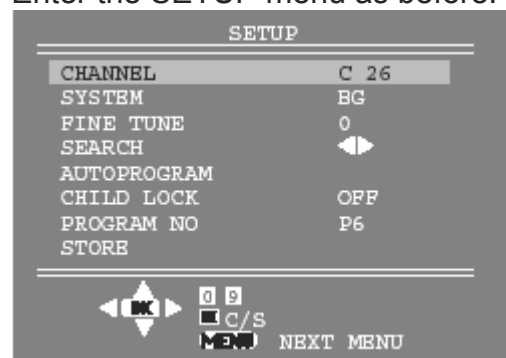 Enter the SETUP menu as before.
SETUP
CHANNEL C 26
SYSTEM BG
FINE TUNE 0
SEARCH
AUTOPROGRAM
CHILD LOCK OFF
PROGRAM NO P6
STORE
OK 0 9
C/S
MENU NEXT MENU